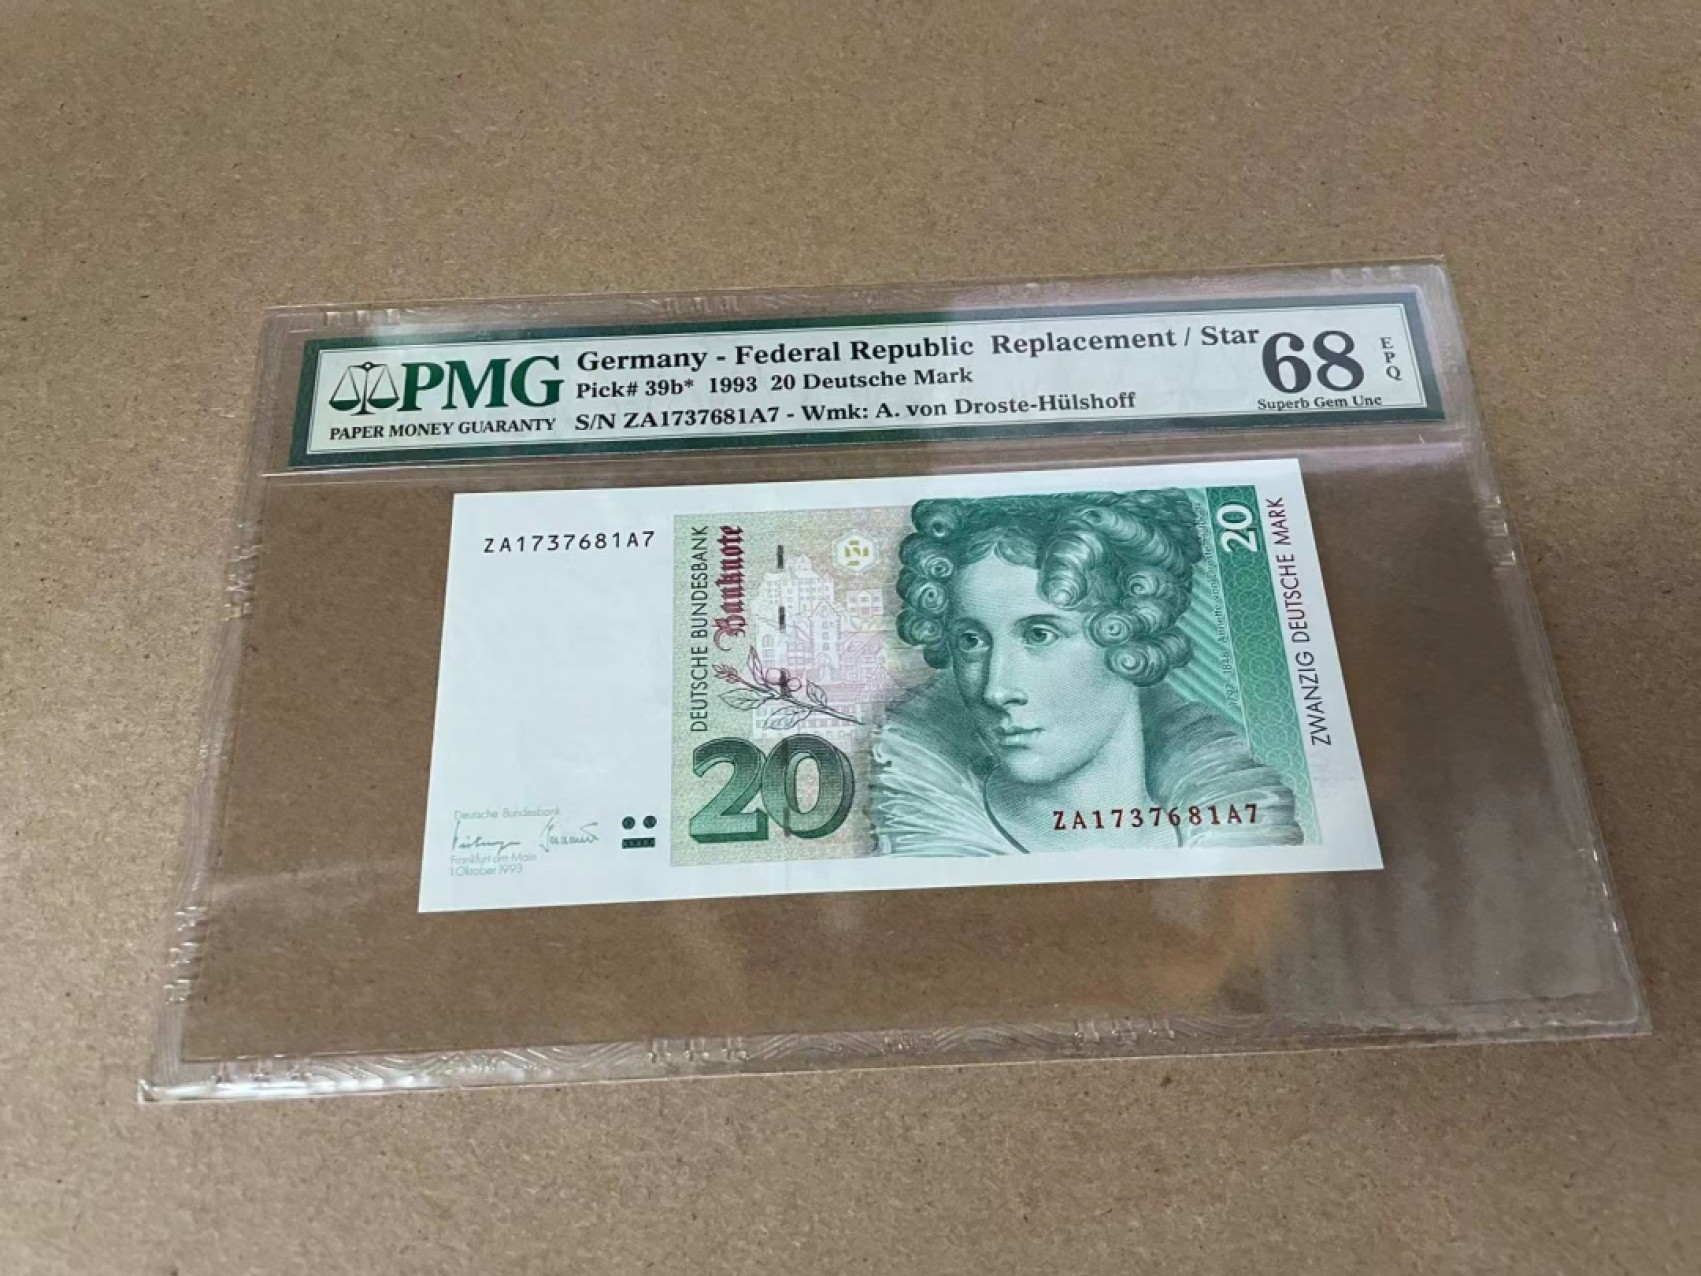 PMG
PAPER MONEY GUARANTY
Germany - Federal Republic Replacement / Star
Pick# 39b* 1993 20 Deutsche Mark
S/N ZA1737681A7 - Wmk: A. von Droste-Hülshoff
68
EPQ
Superb Gem Unc
ZA1737681A7
DEUTSCHE BUNDESBANK
Banknote
20
20
ZWANZIG DEUTSCHE MARK
ZA1737681A7
Deutsche Bundesbank
Frankfurt am Main
1. Oktober 1993